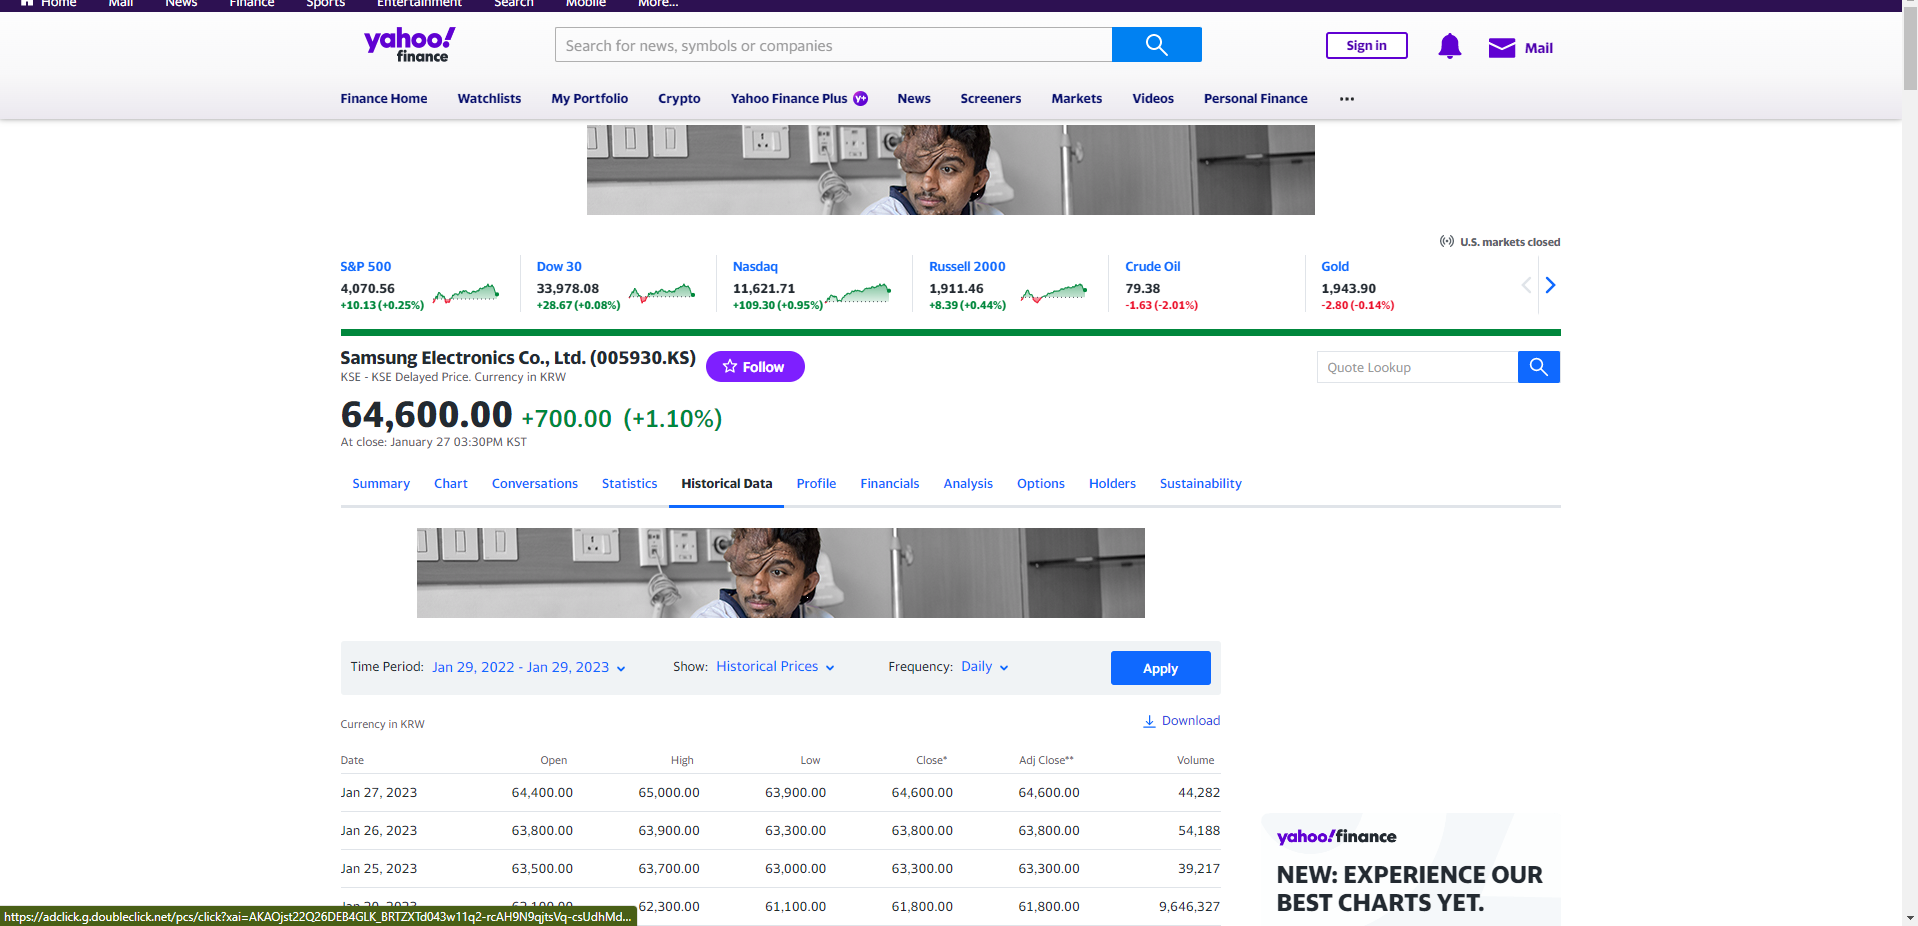 Home Mail News Finance Sports Entertainment Search Mobile More...
yahoo! finance
Search for news, symbols or companies
Sign in
Mail
Finance Home Watchlists My Portfolio Crypto Yahoo Finance Plus Y+ News Screeners Markets Videos Personal Finance ...
U.S. markets closed
S&P 500 Dow 30 Nasdaq Russell 2000 Crude Oil Gold
4,070.56 33,978.08 11,621.71 1,911.46 79.38 1,943.90
+10.13 (+0.25%) +28.67 (+0.08%) +109.30 (+0.95%) +8.39 (+0.44%) -1.63 (-2.01%) -2.80 (-0.14%)
Samsung Electronics Co., Ltd. (005930.KS)
Follow
Quote Lookup
KSE - KSE Delayed Price. Currency in KRW
64,600.00 +700.00 (+1.10%)
At close: January 27 03:30PM KST
Summary Chart Conversations Statistics Historical Data Profile Financials Analysis Options Holders Sustainability
Time Period: Jan 29, 2022 - Jan 29, 2023 Show: Historical Prices Frequency: Daily Apply
Currency in KRW Download
Date Open High Low Close* Adj Close** Volume
Jan 27, 2023 64,400.00 65,000.00 63,900.00 64,600.00 64,600.00 44,282
Jan 26, 2023 63,800.00 63,900.00 63,300.00 63,800.00 63,800.00 54,188
Jan 25, 2023 63,500.00 63,700.00 63,000.00 63,300.00 63,300.00 39,217
62,300.00 61,100.00 61,800.00 61,800.00 9,646,327
yahoo!finance
NEW: EXPERIENCE OUR
BEST CHARTS YET.
https://adclick.g.doubleclick.net/pcs/click?xai=AKAOjst22Q26DEB4GLK_BRTZXTd043w11q2-rcAH9N9qjtsVq-csUdhMd...